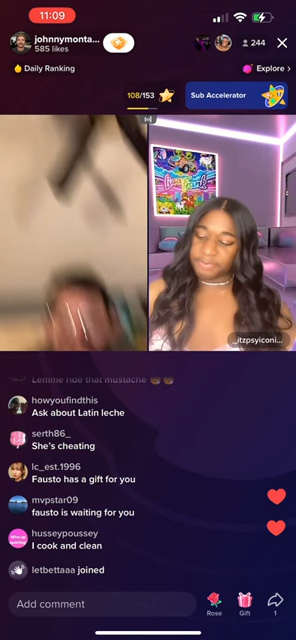 11:09
johnnymonta...
585 likes
244
Daily Ranking
Explore >
108/153
Sub Accelerator
_itzpsyiconi...
Lemme ride that mustache
howyoufindthis
Ask about Latin leche
serth86_
She's cheating
lc_est.1996
Fausto has a gift for you
mvpstar09
fausto is waiting for you
husseypoussey
I cook and clean
letbettaaa joined
Add comment
Rose
Gift
1